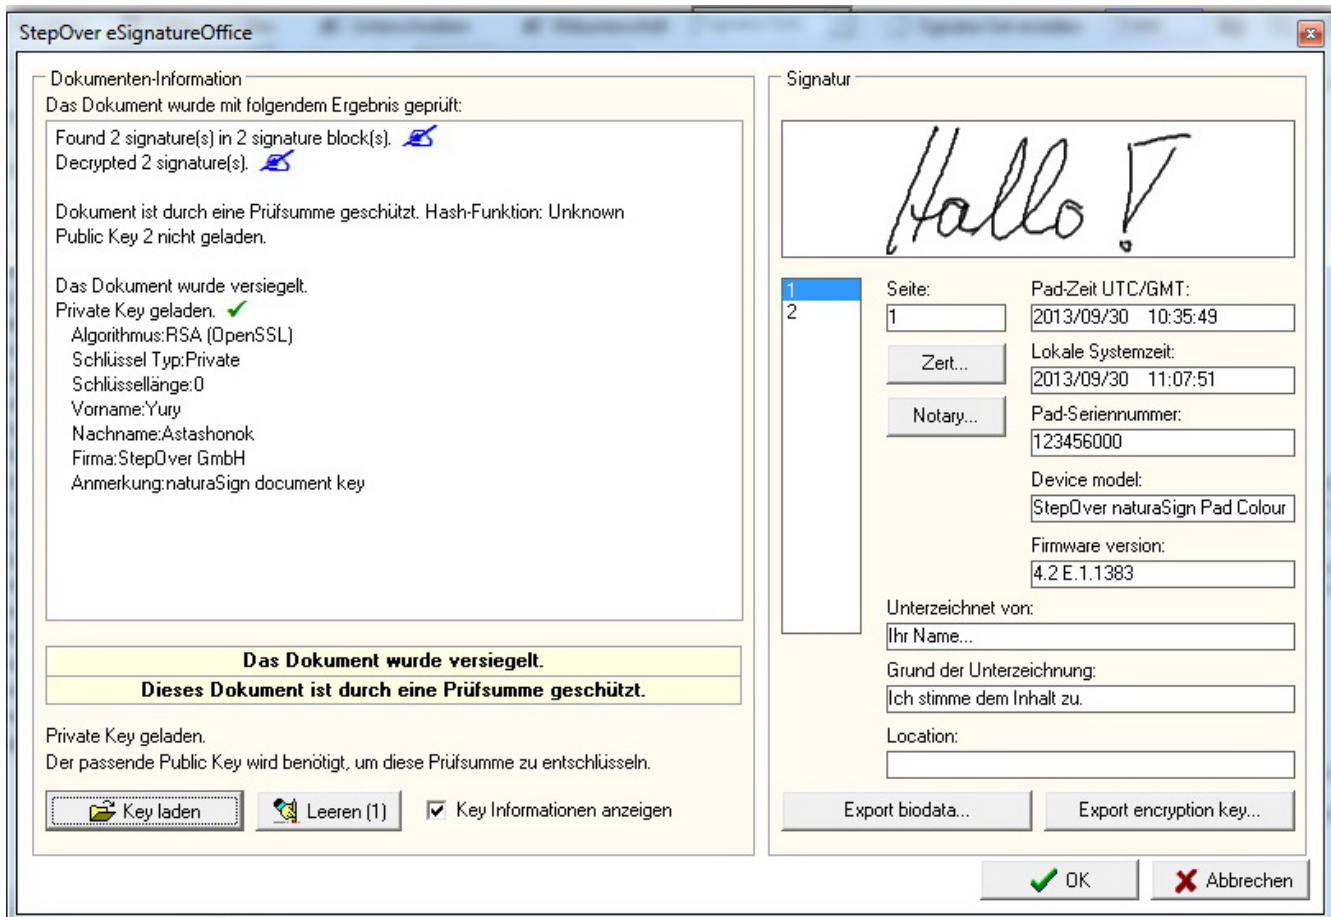 StepOver eSignatureOffice
Dokumenten-Information
Das Dokument wurde mit folgendem Ergebnis geprüft:
Found 2 signature(s) in 2 signature block(s).
Decrypted 2 signature(s).
Dokument ist durch eine Prüfsumme geschützt. Hash-Funktion: Unknown
Public Key 2 nicht geladen.
Das Dokument wurde versiegelt.
Private Key geladen.
Algorithmus:RSA (OpenSSL)
Schlüssel Typ:Private
Schlüssellänge:0
Vorname:Yury
Nachname:Astashonok
Firma:StepOver GmbH
Anmerkung:naturaSign document key
Das Dokument wurde versiegelt.
Dieses Dokument ist durch eine Prüfsumme geschützt.
Private Key geladen.
Der passende Public Key wird benötigt, um diese Prüfsumme zu entschlüsseln.
Key laden
Leeren (1)
Key Informationen anzeigen
Signatur
Hallo!
1
2
Seite:
1
Zert...
Notary...
Pad-Zeit UTC/GMT:
2013/09/30 10:35:49
Lokale Systemzeit:
2013/09/30 11:07:51
Pad-Seriennummer:
123456000
Device model:
StepOver naturaSign Pad Colour
Firmware version:
4.2 E.1.1383
Unterzeichnet von:
Ihr Name...
Grund der Unterzeichnung:
Ich stimme dem Inhalt zu.
Location:
Export biodata...
Export encryption key...
OK
Abbrechen